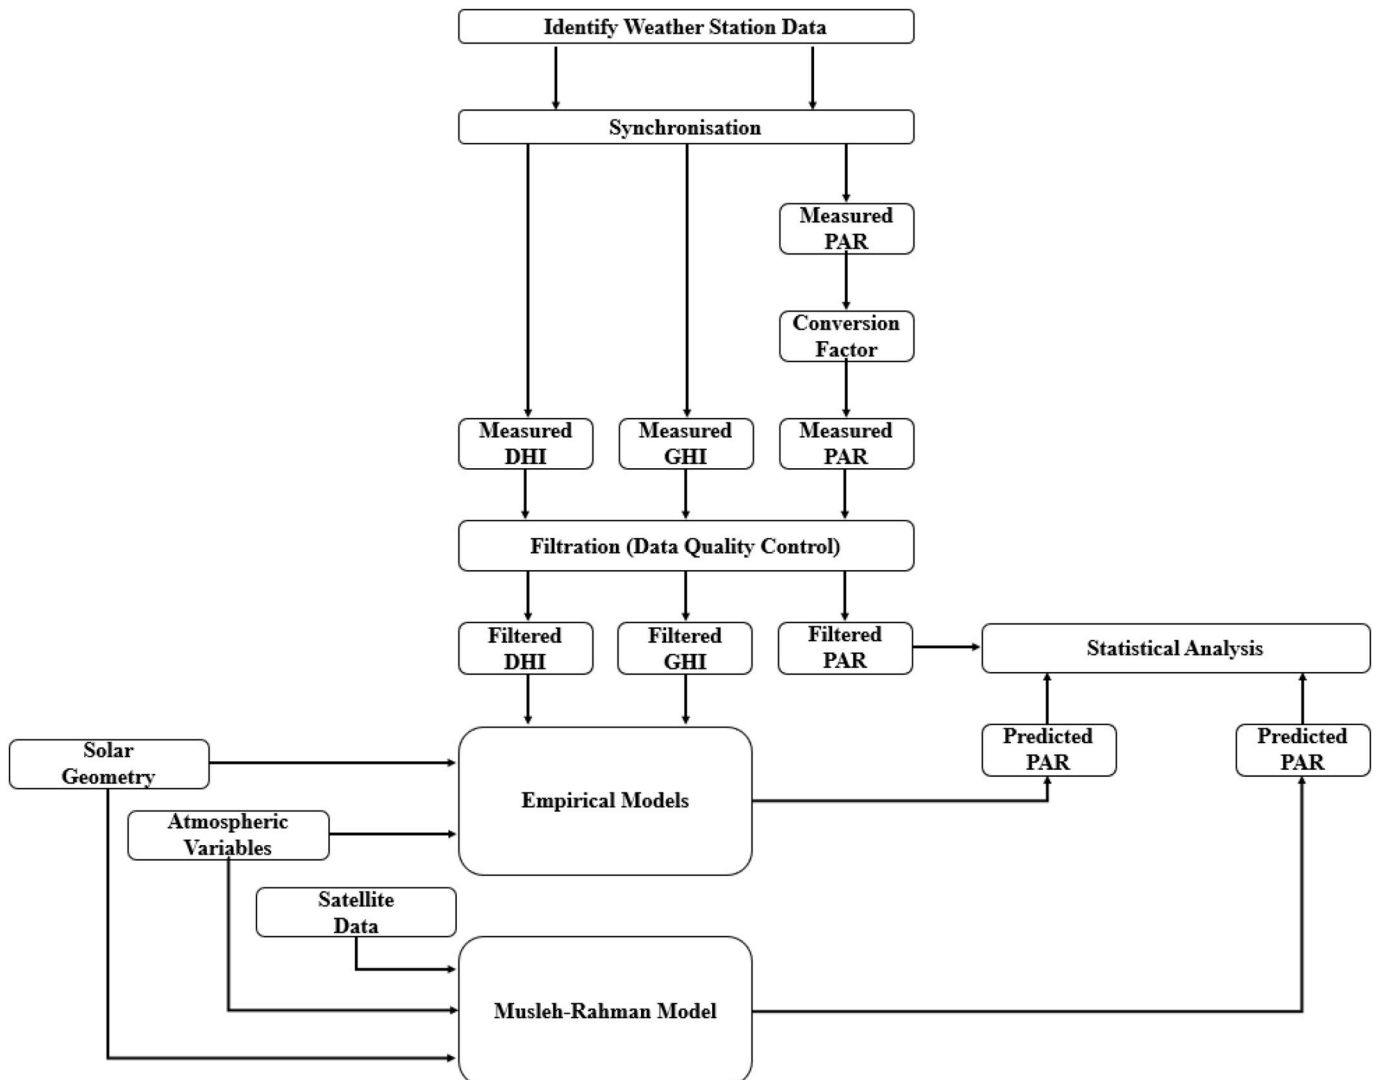 Identify Weather Station Data
Synchronisation
Measured
PAR
Conversion
Factor
Measured
DHI
Measured
GHI
Measured
PAR
Filtration (Data Quality Control)
Filtered
DHI
Filtered
GHI
Filtered
PAR
Statistical Analysis
Solar
Geometry
Atmospheric
Variables
Empirical Models
Predicted
PAR
Predicted
PAR
Satellite
Data
Musleh-Rahman Model